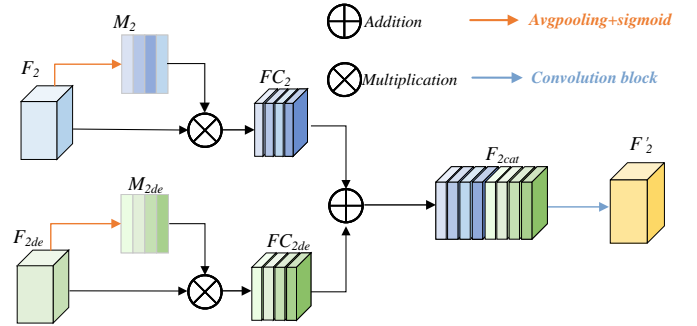 M2
Addition
Avgpooling+sigmoid
F2
FC2
Multiplication
Convolution block
F2cat
F'2
M2de
F2de
FC2de